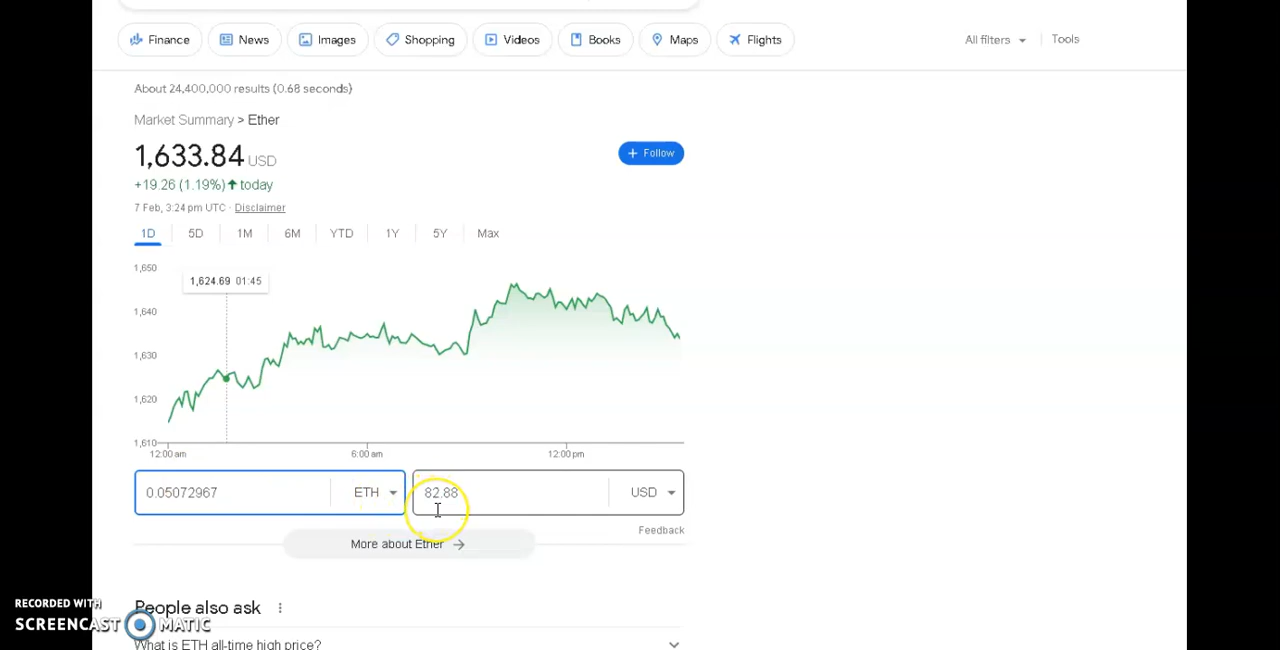 Finance News Images Shopping Videos Books Maps Flights All filters Tools
About 24,400,000 results (0.68 seconds)
Market Summary > Ether
1,633.84 USD
+ Follow
+19.26 (1.19%) ↑ today
7 Feb, 3:24 pm UTC · Disclaimer
1D 5D 1M 6M YTD 1Y 5Y Max
1,650
1,624.69 01:45
1,640
1,630
1,620
1,610
12:00 am 6:00 am 12:00 pm
0.05072967 ETH 82.88 USD
Feedback
More about Ether →
People also ask
What is ETH all-time high price?
RECORDED WITH
SCREENCAST MATIC